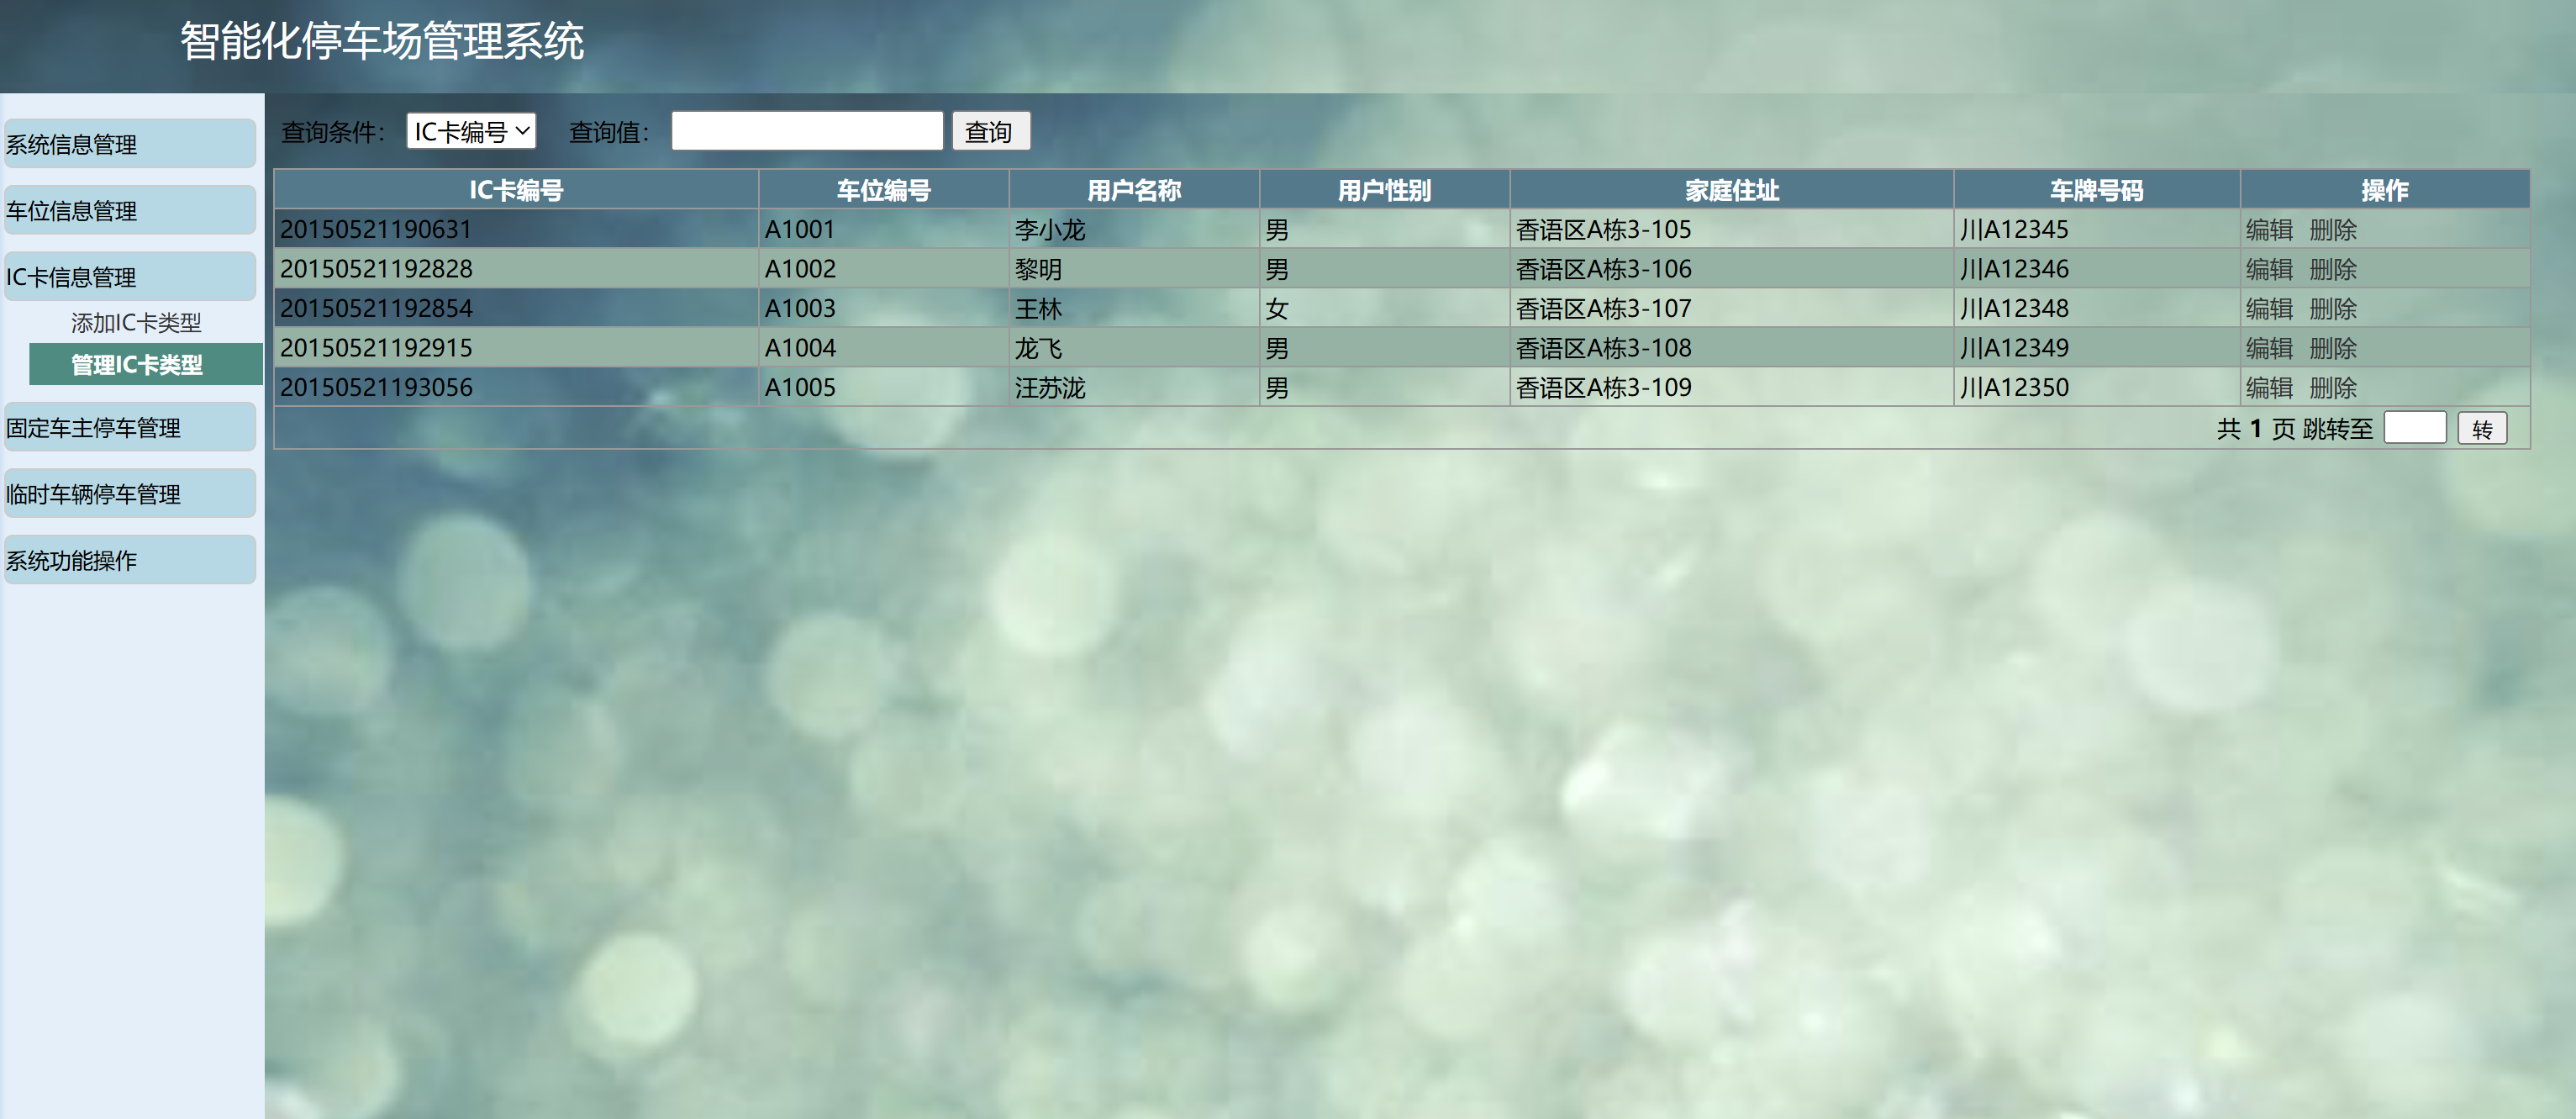 智能化停车场管理系统
系统信息管理
车位信息管理
IC卡信息管理
添加IC卡类型
管理IC卡类型
固定车主停车管理
临时车辆停车管理
系统功能操作
查询条件： IC卡编号 查询值： 查询
IC卡编号 车位编号 用户名称 用户性别 家庭住址 车牌号码 操作
20150521190631 A1001 李小龙 男 香语区A栋3-105 川A12345 编辑 删除
20150521192828 A1002 黎明 男 香语区A栋3-106 川A12346 编辑 删除
20150521192854 A1003 王林 女 香语区A栋3-107 川A12348 编辑 删除
20150521192915 A1004 龙飞 男 香语区A栋3-108 川A12349 编辑 删除
20150521193056 A1005 汪苏泷 男 香语区A栋3-109 川A12350 编辑 删除
共 1 页 跳转至 转